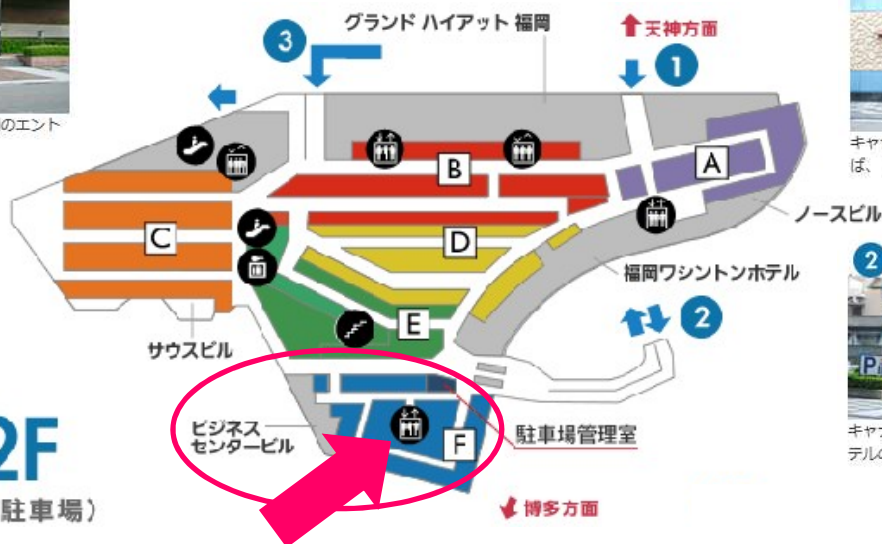 グランド ハイアット 福岡
天神方面
3
1
のエント
キャ
ば、
B
A
C
D
ノースビル
2
福岡ワシントンホテル
2
E
サウスビル
P
ビジネス
センタービル
F
駐車場管理室
キャナ
テルの
2F
駐車場）
博多方面